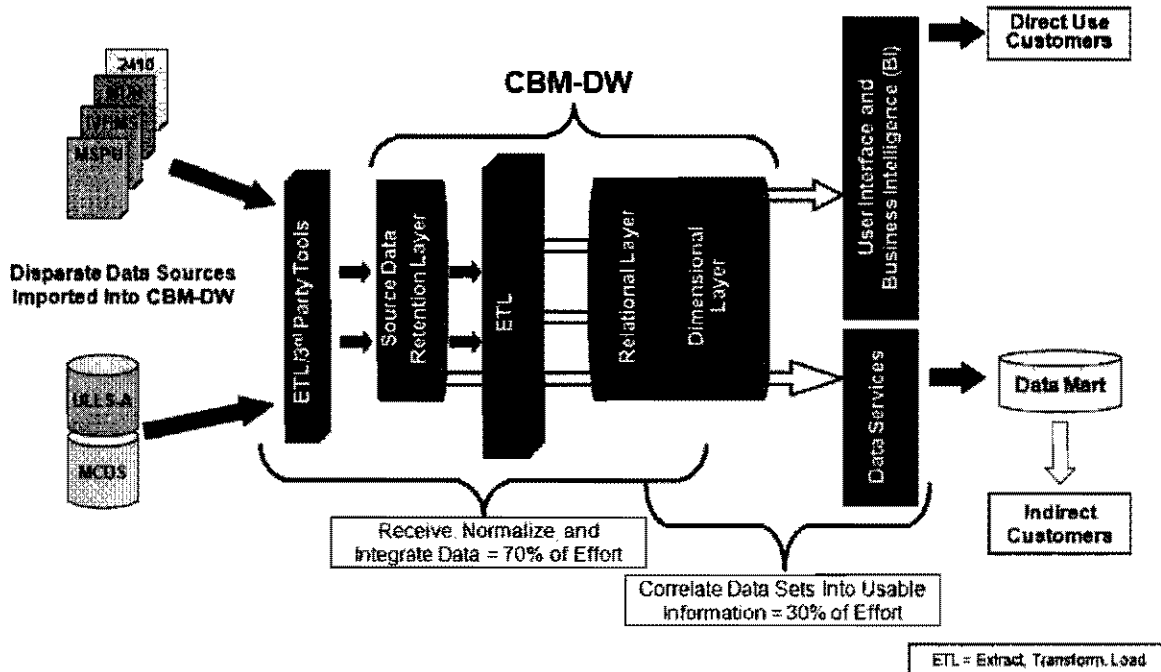 2410
IVHMS
MSPU
Disparate Data Sources
Imported Into CBM-DW
ULLS-A
MCDS
CBM-DW
ETL/3rd Party Tools
Source Data
Retention Layer
ETL
Relational Layer
Dimensional
Layer
User Interface and
Business Intelligence (BI)
Data Services
Direct Use
Customers
Data Mart
Indirect
Customers
Receive, Normalize, and
Integrate Data = 70% of Effort
Correlate Data Sets Into Usable
Information = 30% of Effort
ETL = Extract, Transform, Load